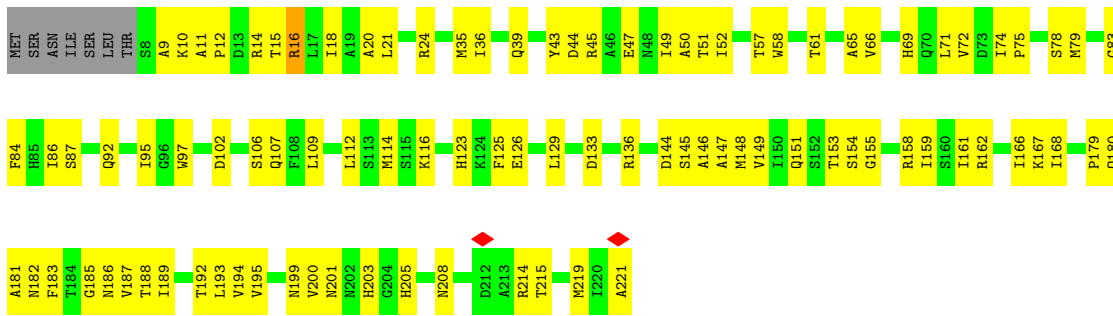 MET SER ASN ILE SER LEU THR S8 A9 K10 A11 P12 D13 R14 T15 R16 L17 I18 A19 A20 L21 R24 M35 I36 Q39 Y43 D44 R45 A46 E47 N48 I49 A50 T51 I52 T57 W58 T61 A65 V66 H69 Q70 L71 V72 D73 I74 P75 S78 M79 G83
F84 H85 I86 S87 Q92 I95 G96 W97 D102 S106 Q107 F108 L109 L112 S113 M114 S115 K116 H123 K124 F125 E126 L129 D133 R136 D144 S145 A146 A147 M148 V149 I150 Q151 S152 T153 S154 G155 R158 I159 S160 I161 R162 I166 K167 I168 P179
A181 N182 F183 T184 G185 N186 V187 T188 I189 T192 L193 V194 V195 N199 V200 N201 N202 H203 G204 H205 N208 D212 A213 R214 T215 M219 I220 A221